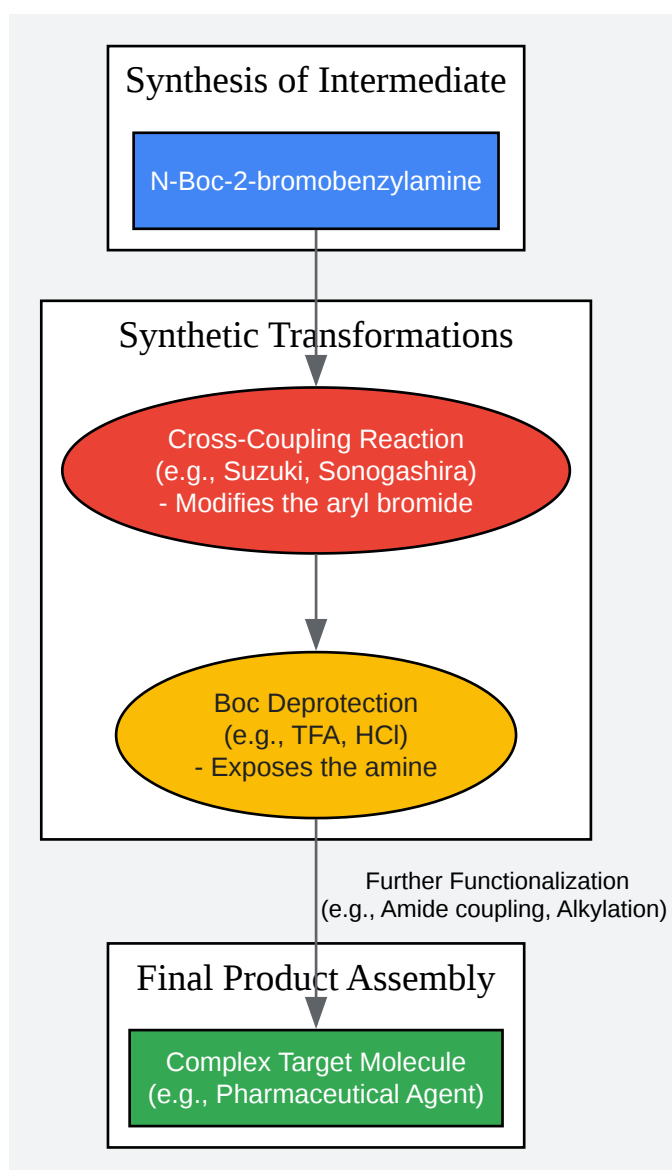 Synthesis of Intermediate
N-Boc-2-bromobenzylamine
Synthetic Transformations
Cross-Coupling Reaction
(e.g., Suzuki, Sonogashira)
- Modifies the aryl bromide
Boc Deprotection
(e.g., TFA, HCl)
- Exposes the amine
Further Functionalization
(e.g., Amide coupling, Alkylation)
Final Product Assembly
Complex Target Molecule
(e.g., Pharmaceutical Agent)